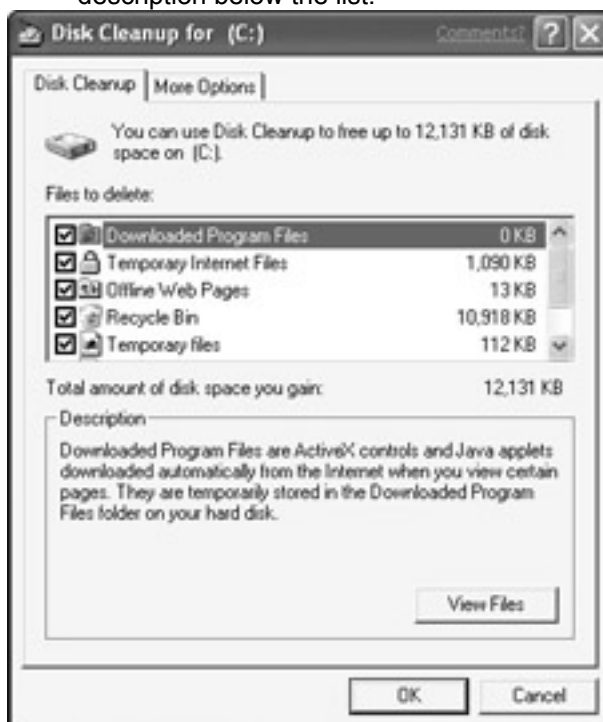 description below the list.
Disk Cleanup for (C:)
Comments?
Disk Cleanup
More Options
You can use Disk Cleanup to free up to 12,131 KB of disk
space on (C:).
Files to delete:
Downloaded Program Files 0 KB
Temporary Internet Files 1,090 KB
Offline Web Pages 13 KB
Recycle Bin 10,918 KB
Temporary files 112 KB
Total amount of disk space you gain: 12,131 KB
Description
Downloaded Program Files are ActiveX controls and Java applets
downloaded automatically from the Internet when you view certain
pages. They are temporarily stored in the Downloaded Program
Files folder on your hard disk.
View Files
OK
Cancel